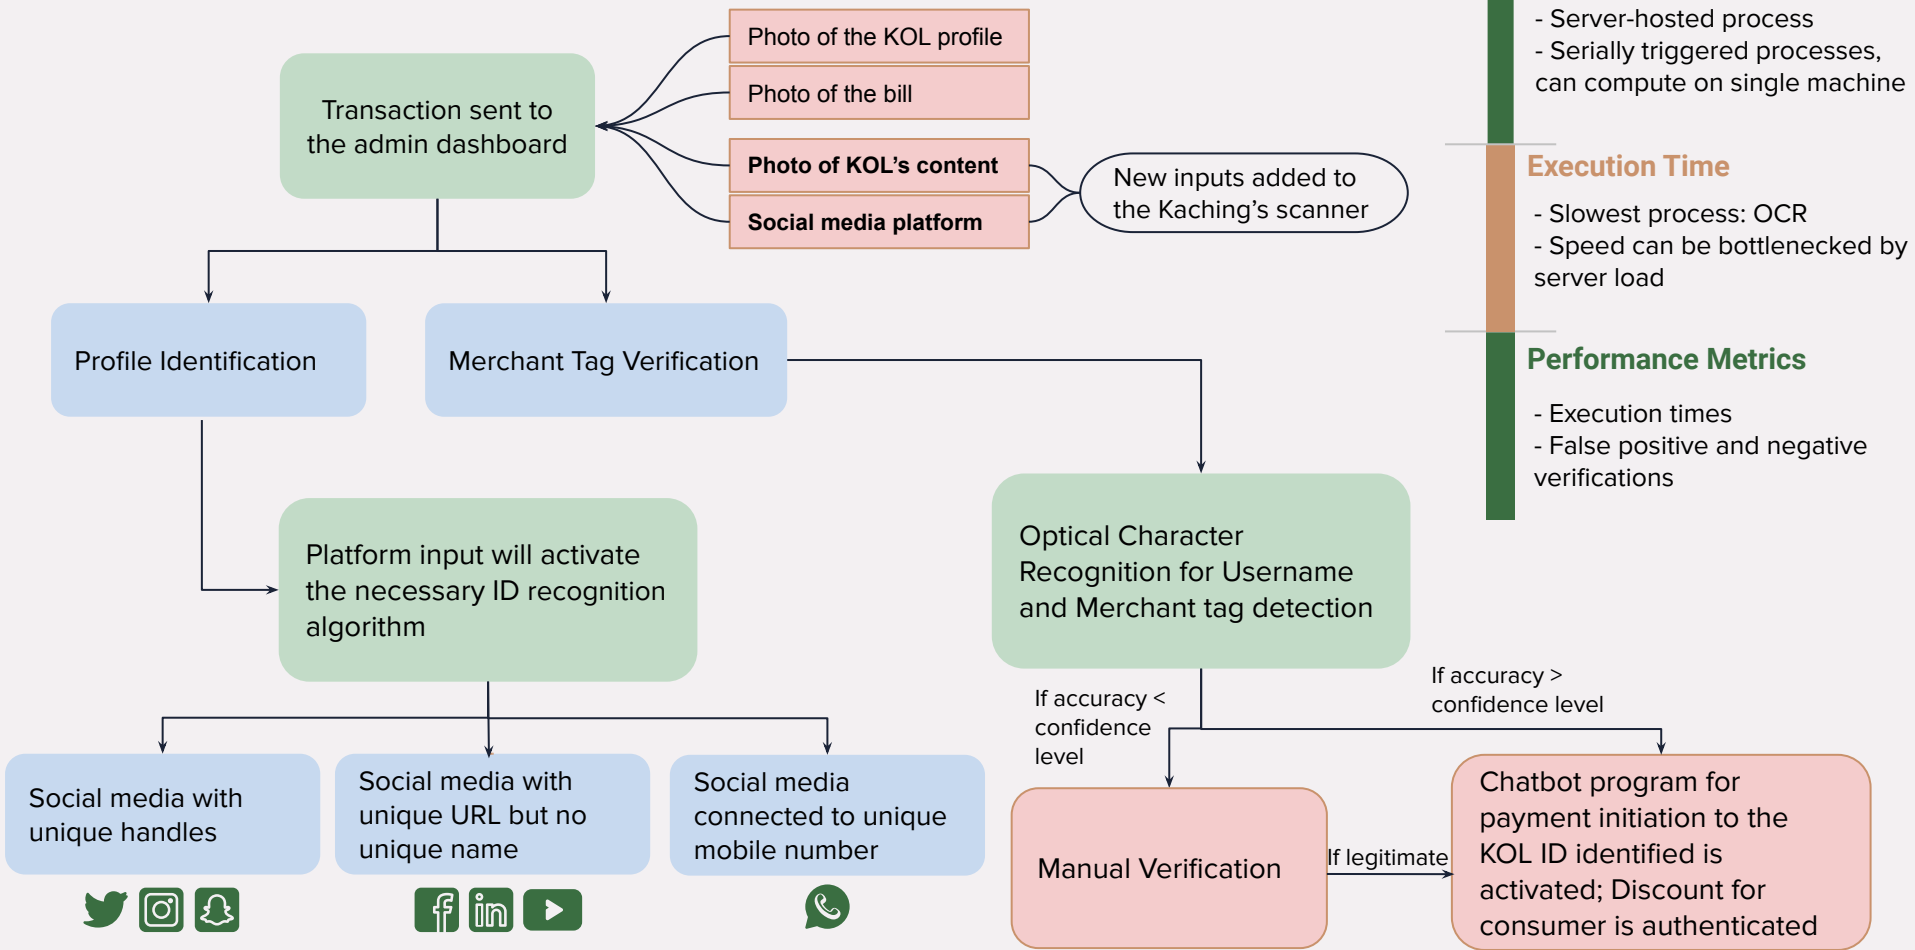 Photo of the KOL profile
Photo of the bill
Photo of KOL’s content
Social media platform
Transaction sent to
the admin dashboard
New inputs added to
the Kaching’s scanner
Profile Identification
Merchant Tag Verification
Platform input will activate
the necessary ID recognition
algorithm
Optical Character
Recognition for Username
and Merchant tag detection
Social media with
unique handles
Social media with
unique URL but no
unique name
Social media
connected to unique
mobile number
If accuracy <
confidence
level
If accuracy >
confidence level
Manual Verification
If legitimate
Chatbot program for
payment initiation to the
KOL ID identified is
activated; Discount for
consumer is authenticated
- Server-hosted process
- Serially triggered processes,
can compute on single machine
Execution Time
- Slowest process: OCR
- Speed can be bottlenecked by
server load
Performance Metrics
- Execution times
- False positive and negative
verifications